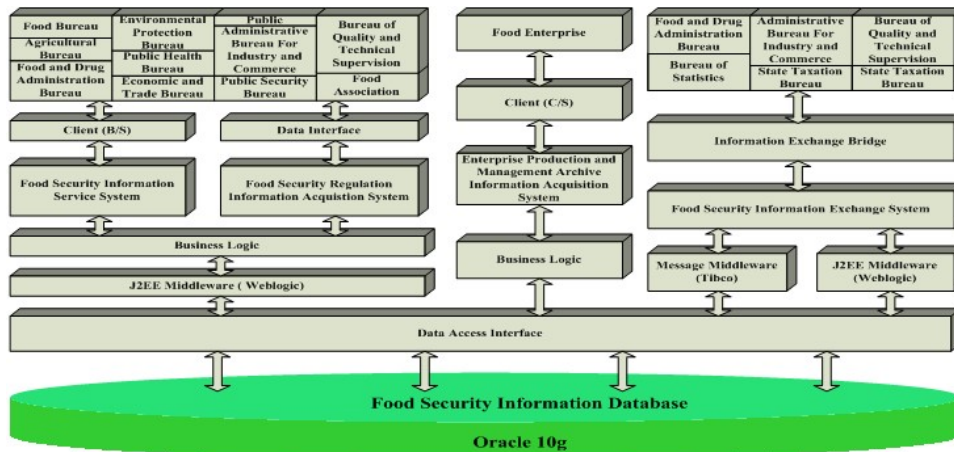 Food Bureau
Agricultural
Bureau
Food and Drug
Administration
Bureau
Environmental
Protection
Bureau
Public Health
Bureau
Economic and
Trade Bureau
Public
Administrative
Bureau For
Industry and
Commerce
Public Security
Bureau
Bureau of
Quality and
Technical
Supervision
Food
Association
Food Enterprise
Food and Drug
Administration
Bureau
Bureau
of Statistics
Administrative
Bureau For
Industry and
Commerce
State Taxation
Bureau
Bureau of
Quality and
Technical
Supervision
State Taxation
Bureau
Client (B/S)
Data Interface
Client (C/S)
Information Exchange Bridge
Food Security Information
Service System
Food Security Regulation
Information Acquistion System
Enterprise Production and
Management Archive
Information Acquisition
System
Food Security Information Exchange System
Business Logic
Business Logic
Message Middleware
(Tibco)
J2EE Middleware
(Weblogic)
J2EE Middleware ( Weblogic)
Data Access Interface
Food Security Information Database
Oracle 10g